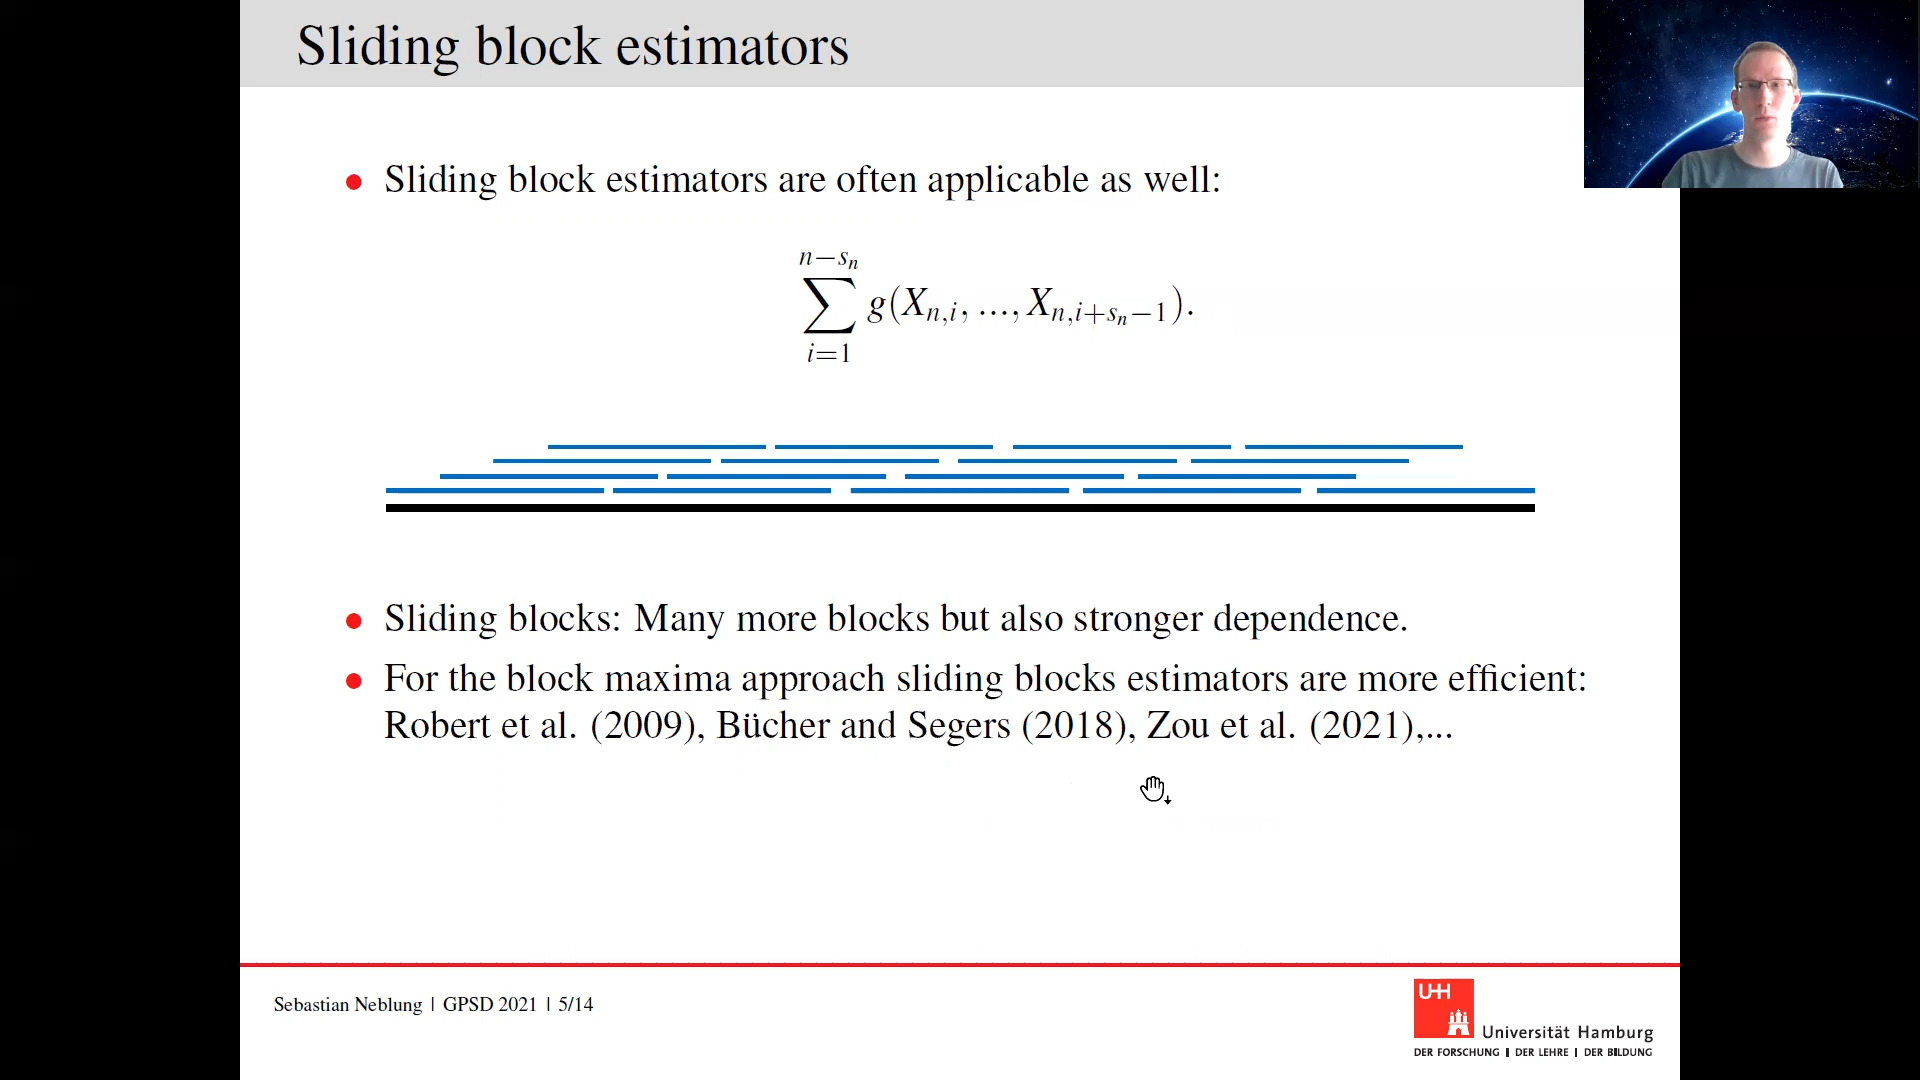 Sliding block estimators
• Sliding block estimators are often applicable as well:
$\sum_{i=1}^{n-s_n} g(X_{n,i}, ..., X_{n,i+s_n-1}).$
• Sliding blocks: Many more blocks but also stronger dependence.
• For the block maxima approach sliding blocks estimators are more efficient:
Robert et al. (2009), Bücher and Segers (2018), Zou et al. (2021),...
Sebastian Neblung | GPSD 2021 | 5/14
UHH
Universität Hamburg
DER FORSCHUNG | DER LEHRE | DER BILDUNG